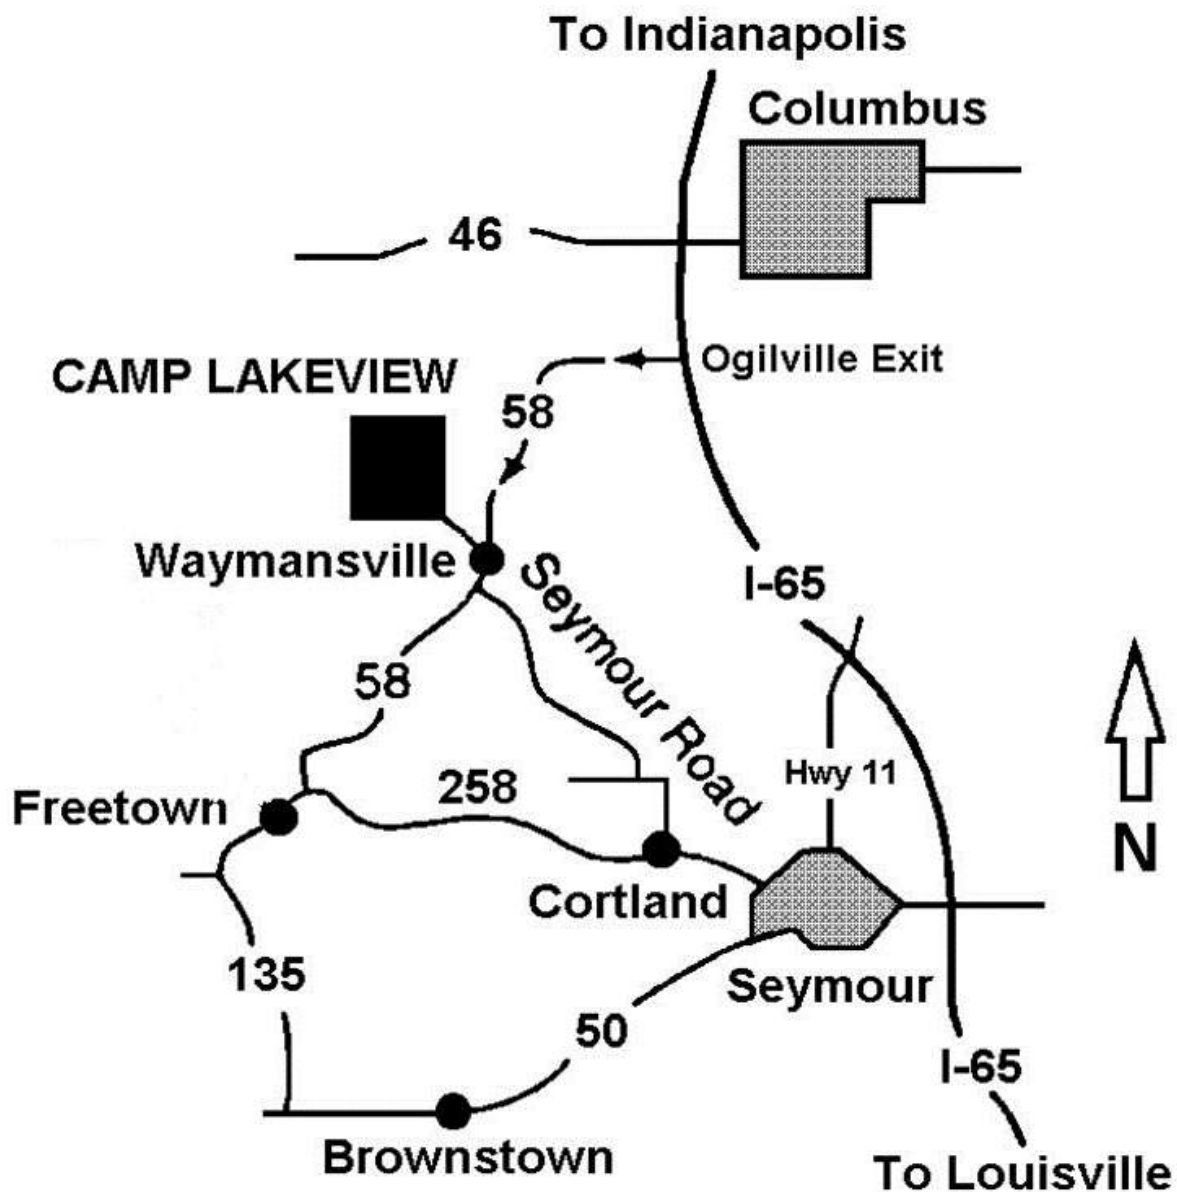 To Indianapolis
Columbus
46
Ogilville Exit
CAMP LAKEVIEW
58
Waymansville
Seymour Road
I-65
58
Hwy 11
258
Freetown
N
Cortland
135
Seymour
50
I-65
Brownstown
To Louisville